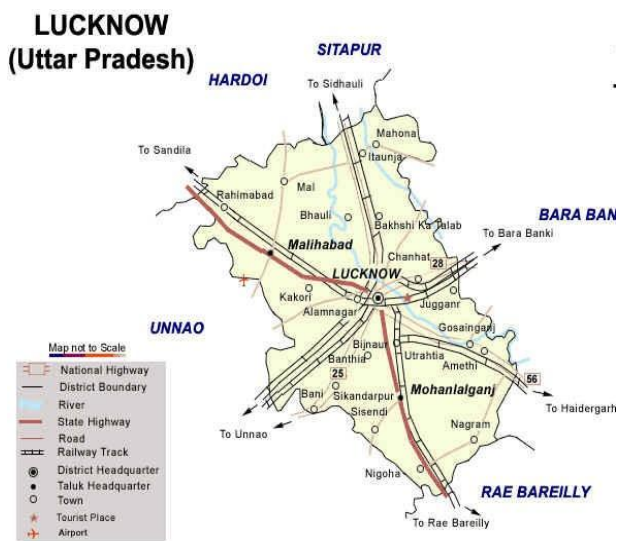 LUCKNOW
(Uttar Pradesh)
SITAPUR
HARDOI
To Sidhauli
Mahona
To Sandila
Itaunja
Mal
Rahimabad
Bhauli
Bakhshi Ka Talab
BARA BAN
To Bara Banki
Malihabad
Chanhat
28
LUCKNOW
Kakori
Jugganr
Alamnagar
Gosainganj
UNNAO
Bijnaur
Utrahtia
Map not to Scale
Banthia
Amethi
25
56
National Highway
Mohanlalganj
District Boundary
Bani
Sikandarpur
To Haidergarh
River
Sisendi
State Highway
To Unnao
Nagram
Road
Railway Track
District Headquarter
Nigoha
Taluk Headquarter
RAE BAREILLY
Town
Tourist Place
To Rae Bareilly
Airport